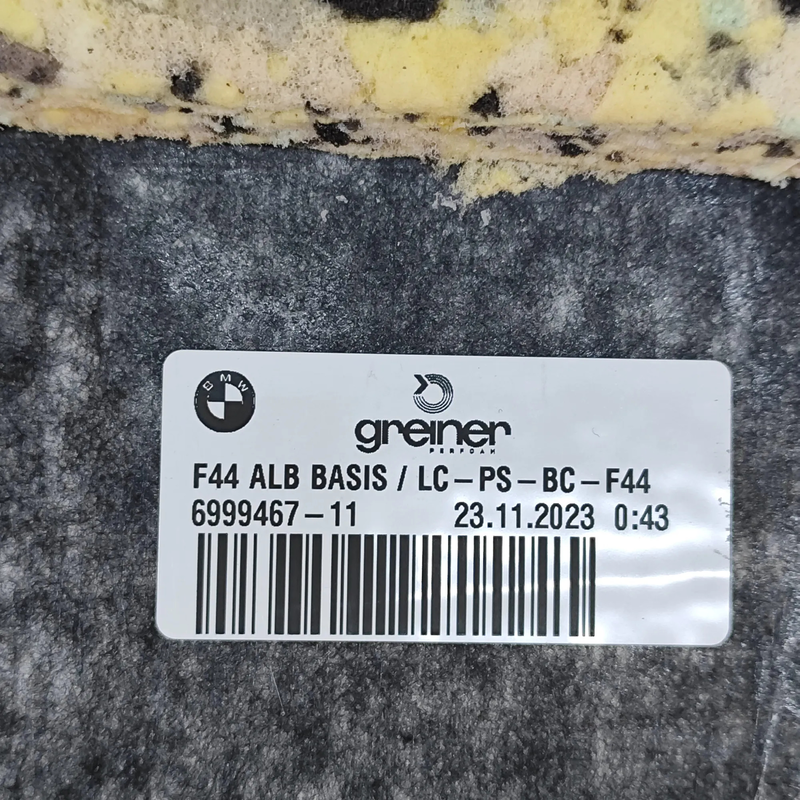 BMW
greiner
PERFOAM
F44 ALB BASIS / LC-PS-BC-F44
6999467-11 23.11.2023 0:43